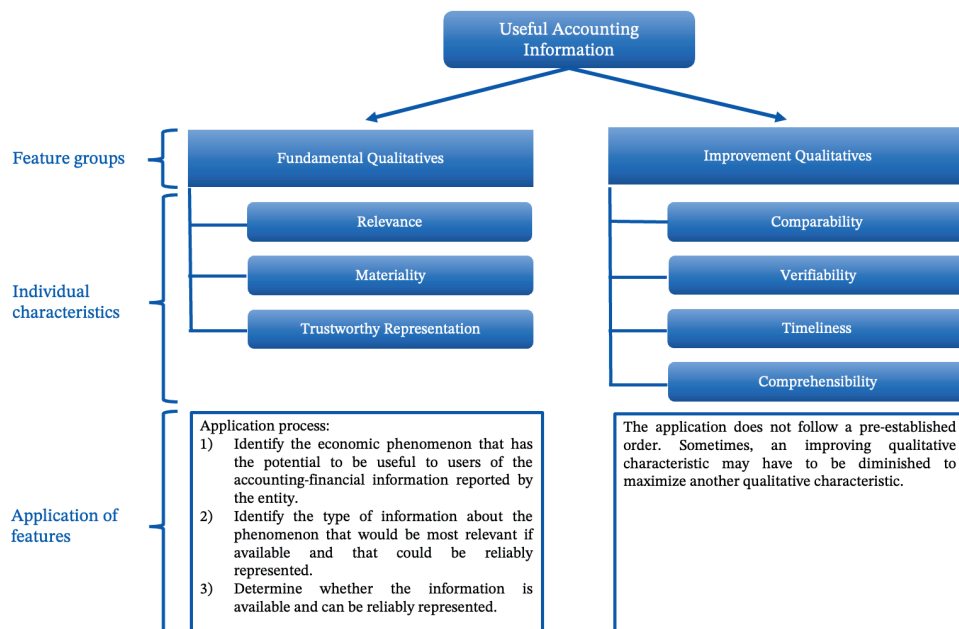 Useful Accounting
Information
Feature groups
Fundamental Qualitatives
Improvement Qualitatives
Individual
characteristics
Relevance
Materiality
Trustworthy Representation
Comparability
Verifiability
Timeliness
Comprehensibility
Application of
features
Application process:
1) Identify the economic phenomenon that has
the potential to be useful to users of the
accounting-financial information reported by
the entity.
2) Identify the type of information about the
phenomenon that would be most relevant if
available and that could be reliably
represented.
3) Determine whether the information is
available and can be reliably represented.
The application does not follow a pre-established
order. Sometimes, an improving qualitative
characteristic may have to be diminished to
maximize another qualitative characteristic.